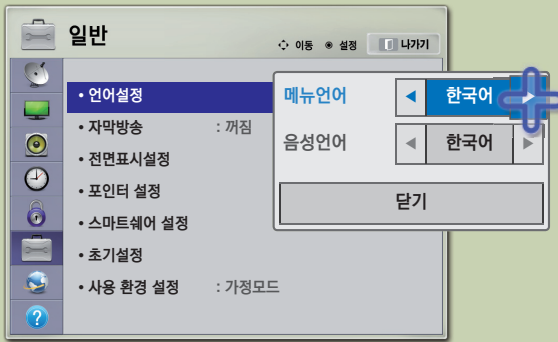 일반
이동 설정 나가기
• 언어설정
• 자막방송 : 꺼짐
• 전면표시설정
• 포인터 설정
• 스마트쉐어 설정
• 초기설정
• 사용 환경 설정 : 가정모드
메뉴언어 ◀ 한국어 ▶
음성언어 ◀ 한국어 ▶
닫기
?